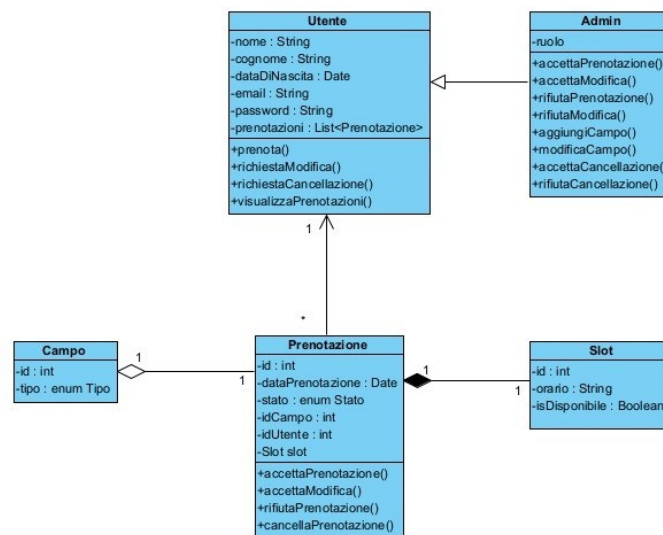 Utente
-nome : String
-cognome : String
-dataDiNascita : Date
-email : String
-password : String
-prenotazioni : List<Prenotazione>
+prenota()
+richiestaModifica()
+richiestaCancellazione()
+visualizzaPrenotazioni()
Admin
-ruolo
+accettaPrenotazione()
+accettaModifica()
+rifiutaPrenotazione()
+rifiutaModifica()
+aggiungiCampo()
+modificaCampo()
+accettaCancellazione()
+rifiutaCancellazione()
1
*
Campo
-id : int
-tipo : enum Tipo
1
1
Prenotazione
-id : int
-dataPrenotazione : Date
-stato : enum Stato
-idCampo : int
-idUtente : int
-Slot slot
+accettaPrenotazione()
+accettaModifica()
+rifiutaPrenotazione()
+cancellaPrenotazione()
1
1
Slot
-id : int
-orario : String
-isDisponibile : Boolean